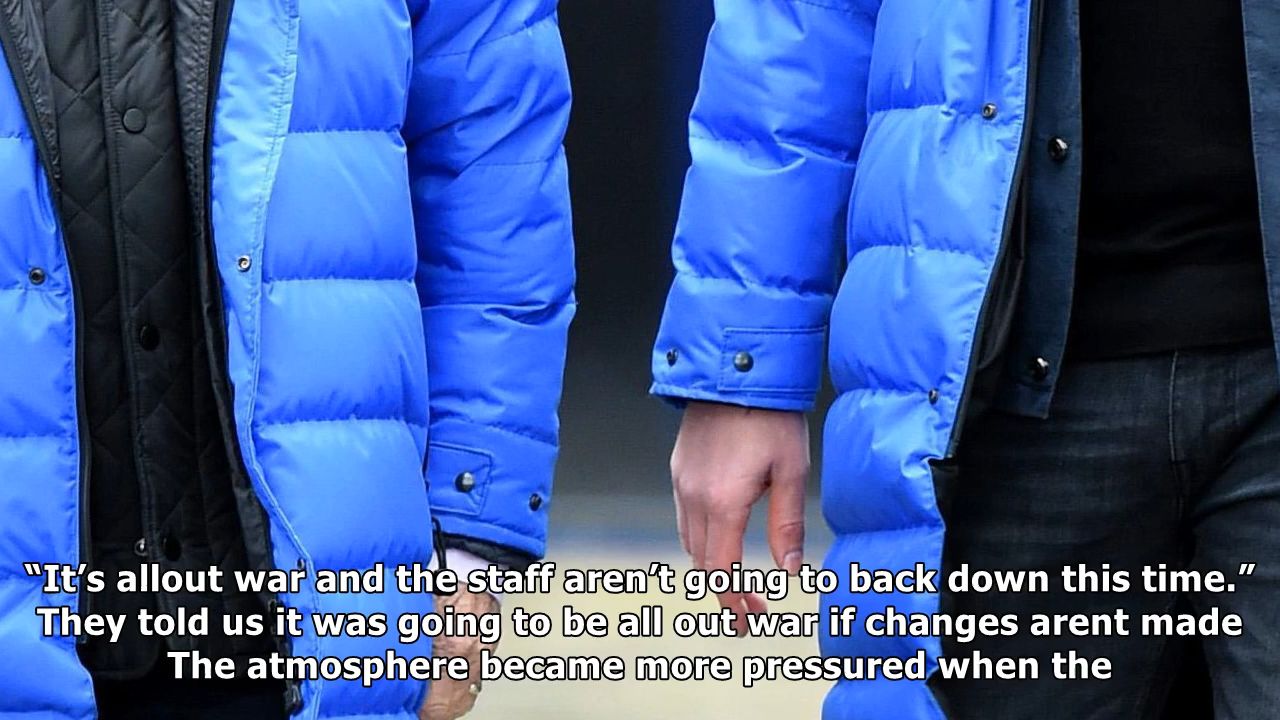 “It’s allout war and the staff aren’t going to back down this time.”
They told us it was going to be all out war if changes arent made
The atmosphere became more pressured when the